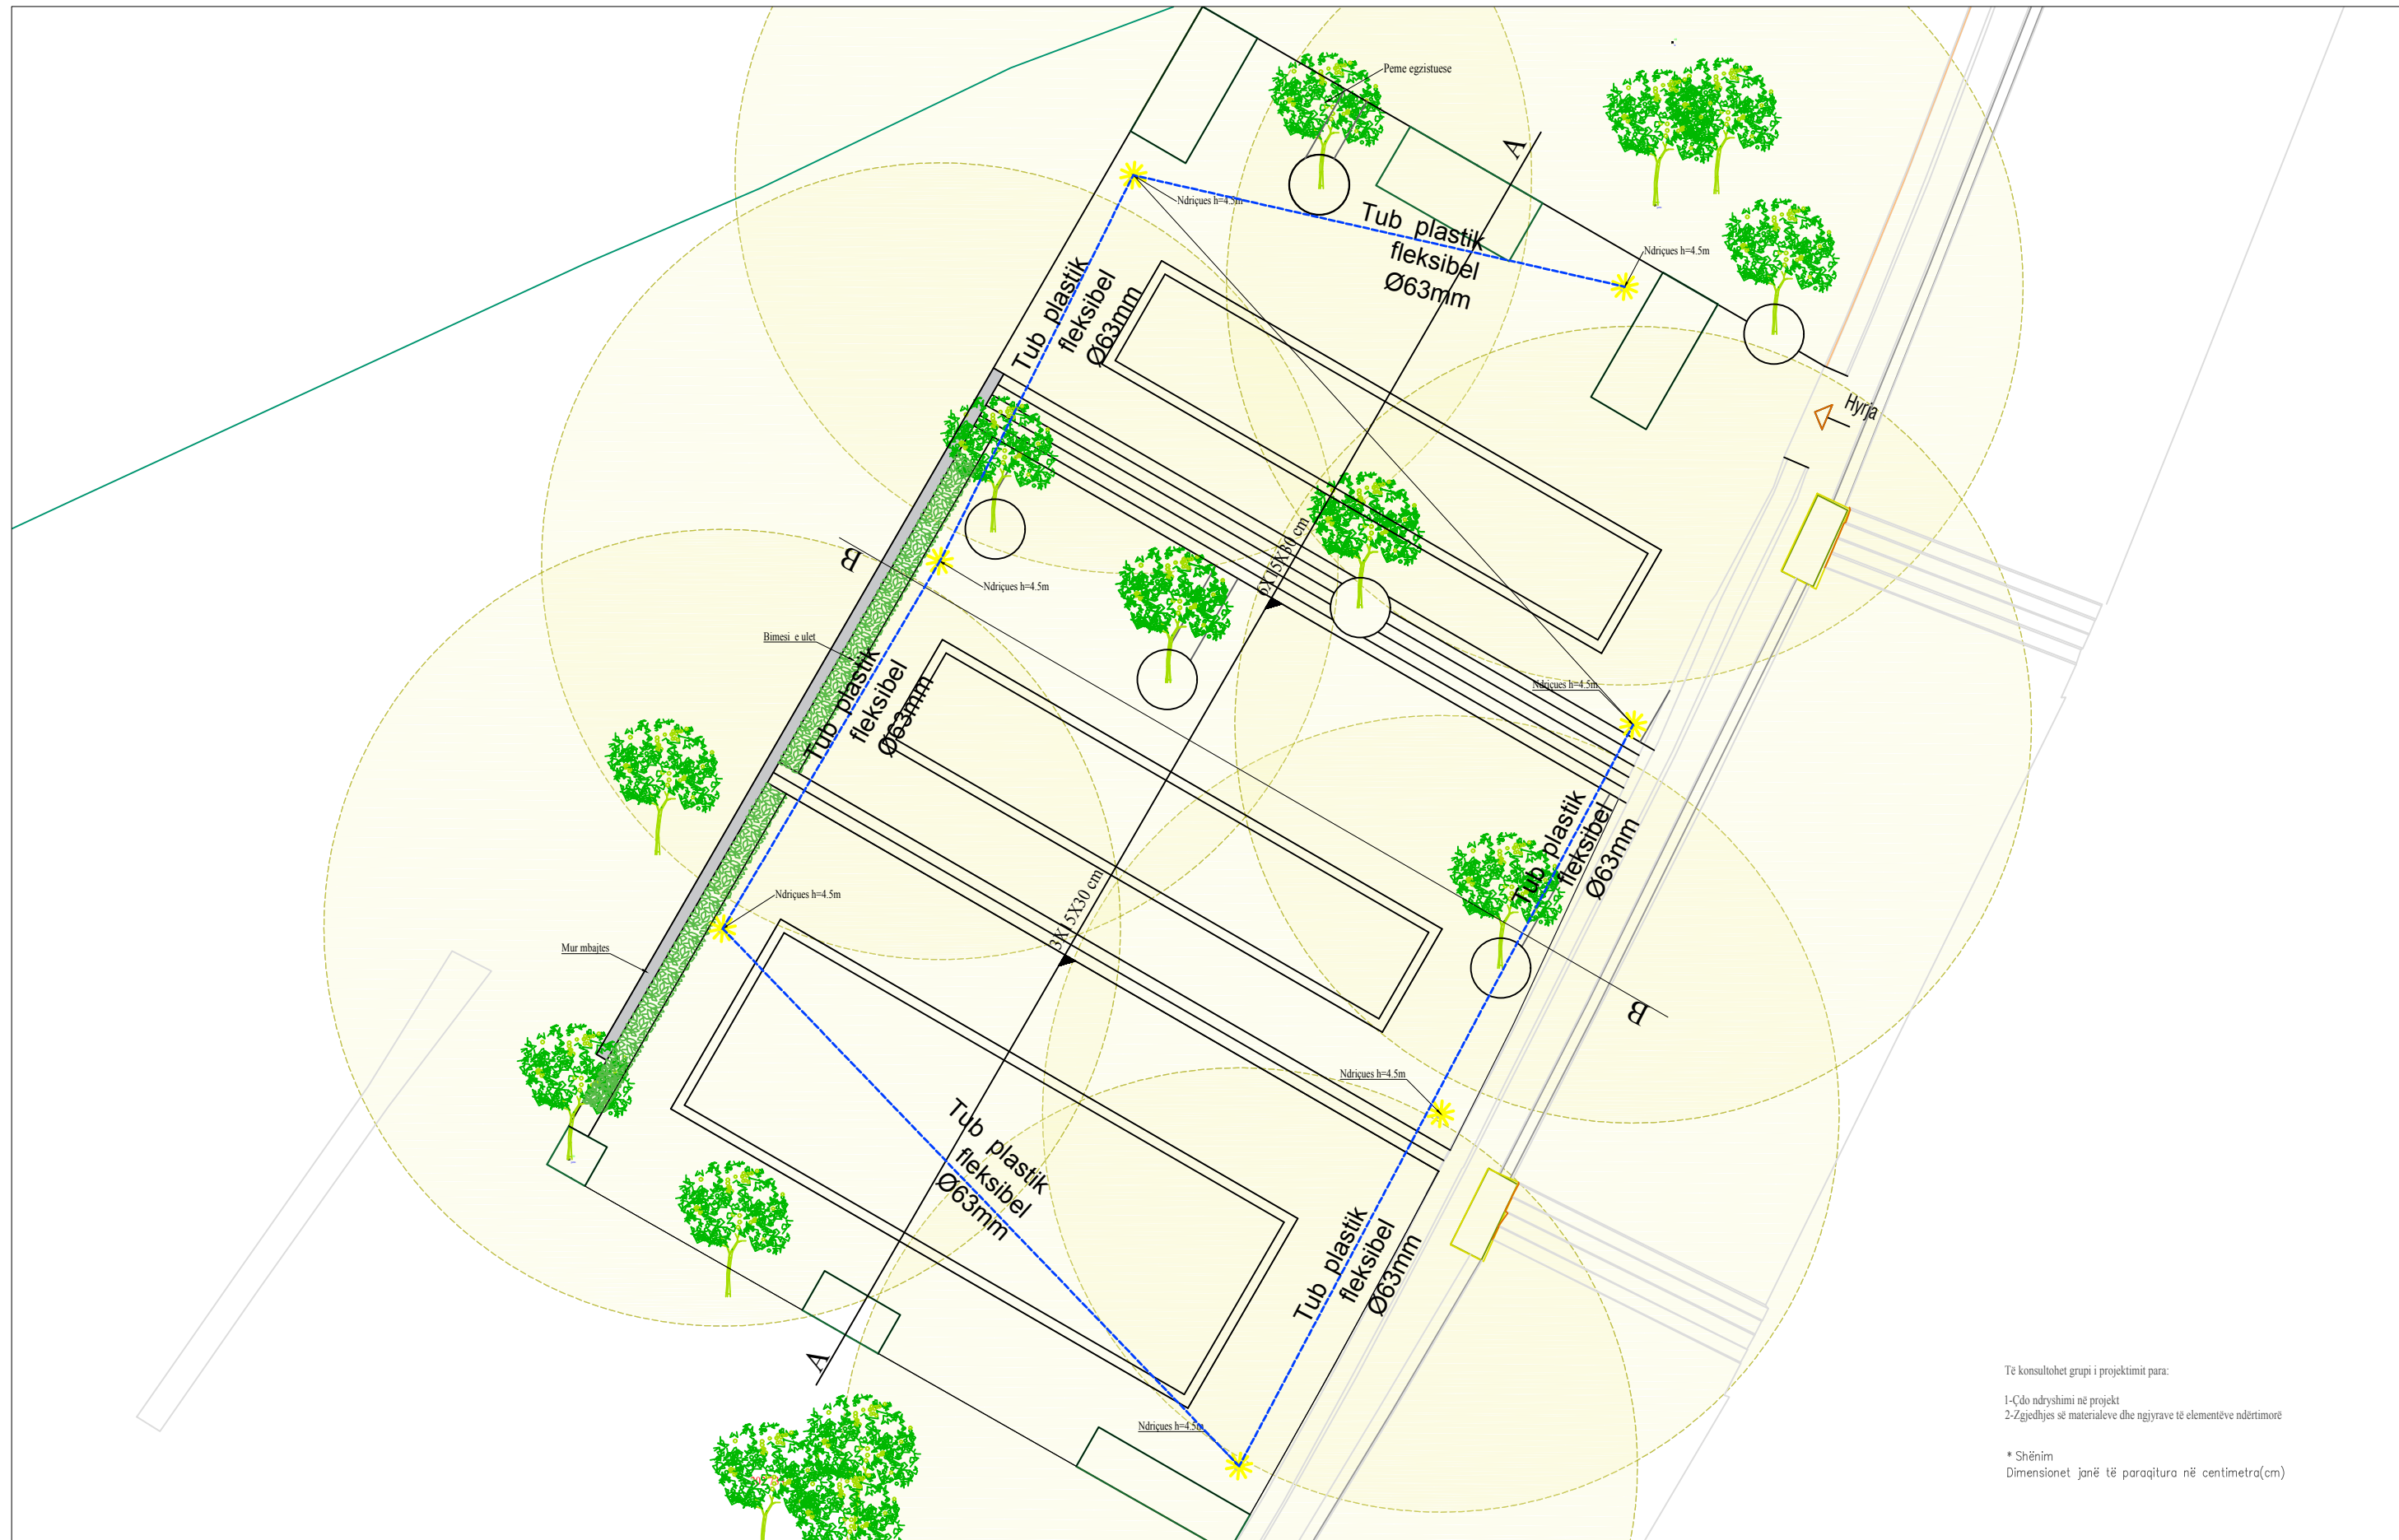 Peme egzistuese
A
Ndriçues h=4.5m
Tub plastik
fleksibel
Ø63mm
Ndriçues h=4.5m
Tub plastik
fleksibel
Ø63mm
Hyrja
B
Ndriçues h=4.5m
6X15X30 cm
Bimesi e ulet
Tub plastik
fleksibel
Ø63mm
Ndriçues h=4.5m
Tub plastik
fleksibel
Ø63mm
Ndriçues h=4.5m
3X15X30 cm
Mur mbajtes
B
Ndriçues h=4.5m
Tub plastik
fleksibel
Ø63mm
Tub plastik
fleksibel
Ø63mm
A
Ndriçues h=4.5m
Të konsultohet grupi i projektimit para:
1-Çdo ndryshimi në projekt
2-Zgjedhjes së materialeve dhe ngjyrave të elementëve ndërtimorë
* Shënim
Dimensionet janë të paraqitura në centimetra(cm)